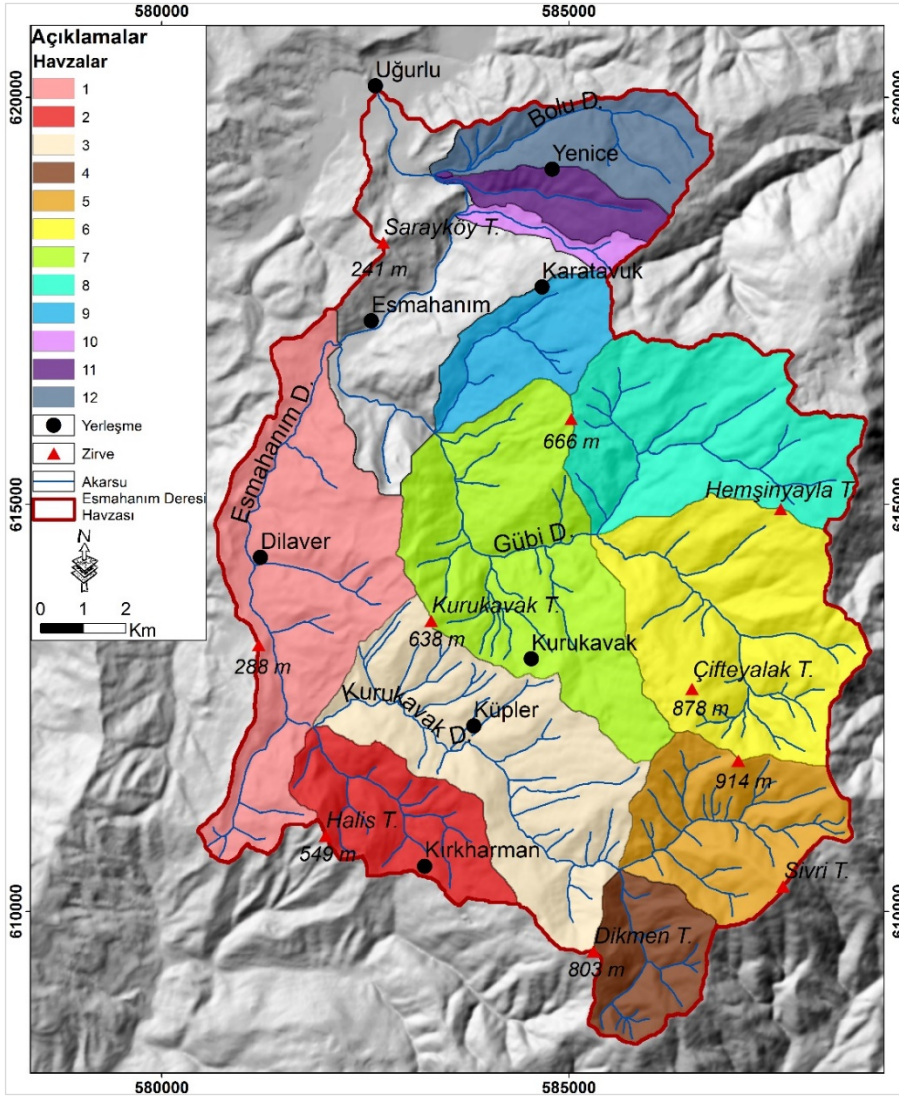 580000
585000
Açıklamalar
Havzalar
1
2
3
4
5
6
7
8
9
10
11
12
Yerleşme
Zirve
Akarsu
Esmahanım Deresi
Havzası
N
0 1 2
Km
620000
615000
610000
620000
615000
610000
Uğurlu
Bolu D.
Yenice
Sarayköy T.
241 m
Karatavuk
Esmahanım
Esmahanım D.
666 m
Hemşinyayla T.
Gübi D.
Dilaver
Kurukavak T.
638 m
Kurukavak
288 m
Çifteyalak T.
878 m
Kurukavak D.
Küpler
914 m
Halis T.
549 m
Kırkharman
Sivri T.
Dikmen T.
803 m
580000
585000